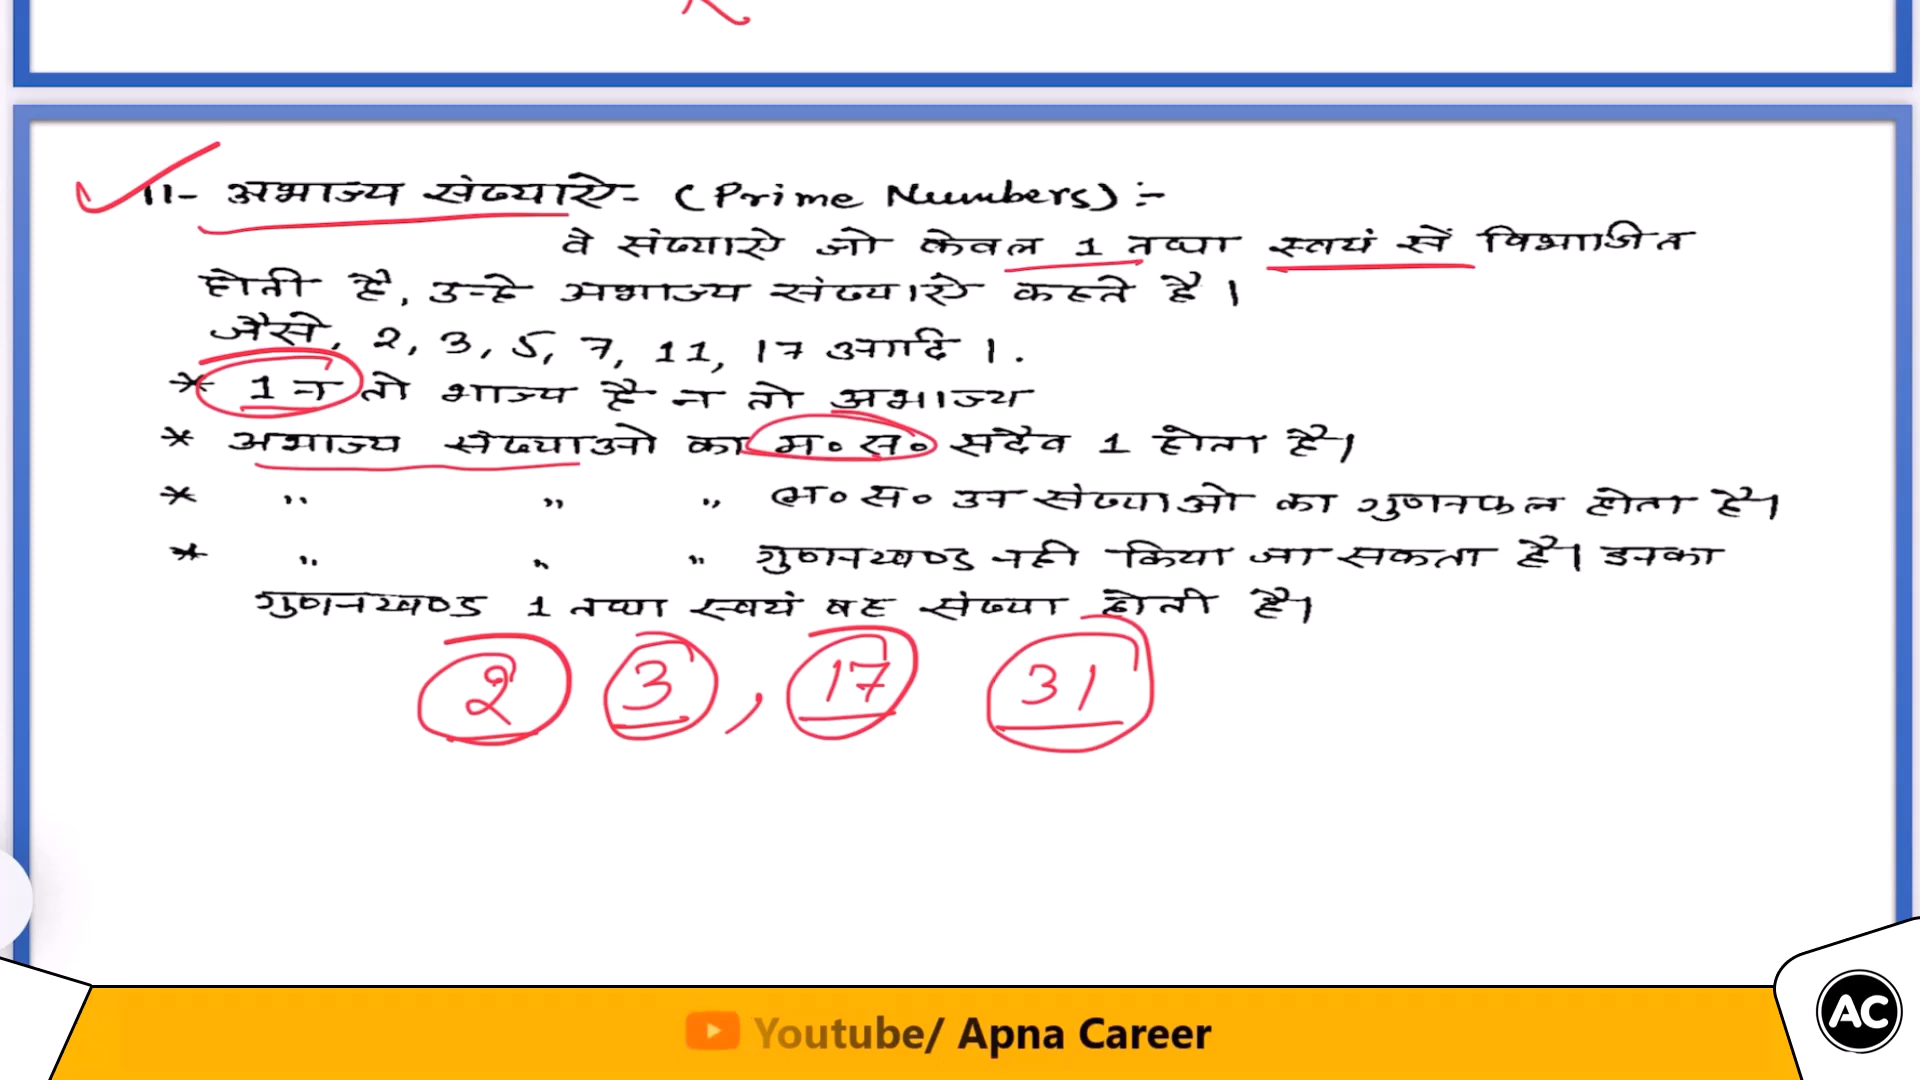 11- अभाज्य संख्याऐ- (Prime Numbers) :-
वे संख्याऐ जो केवल 1 तथा स्वयं सें विभाजित
होती है, उन्हे अभाज्य संख्याऐ कहते है ।
जैसे, 2, 3, 5, 7, 11, 17 आादि ।.
* 1 न तो भाज्य है न तो अभाज्य
* अभाज्य संख्याओ का म० स० सदैव 1 होता है।
* ,, ,, ,, ल० स० उन संख्याओ का गुणनफल होता है।
* ,, ,, ,, गुणनखण्ड नही किया जा सकता है। इनका
गुणनखण्ड 1 तथा स्वयं वह संख्या होती है।
2 3 , 17 31
Youtube/ Apna Career
AC